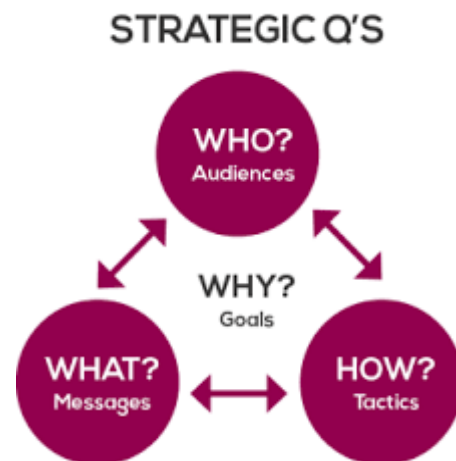 STRATEGIC Q'S
WHO?
Audiences
WHY?
Goals
WHAT?
Messages
HOW?
Tactics